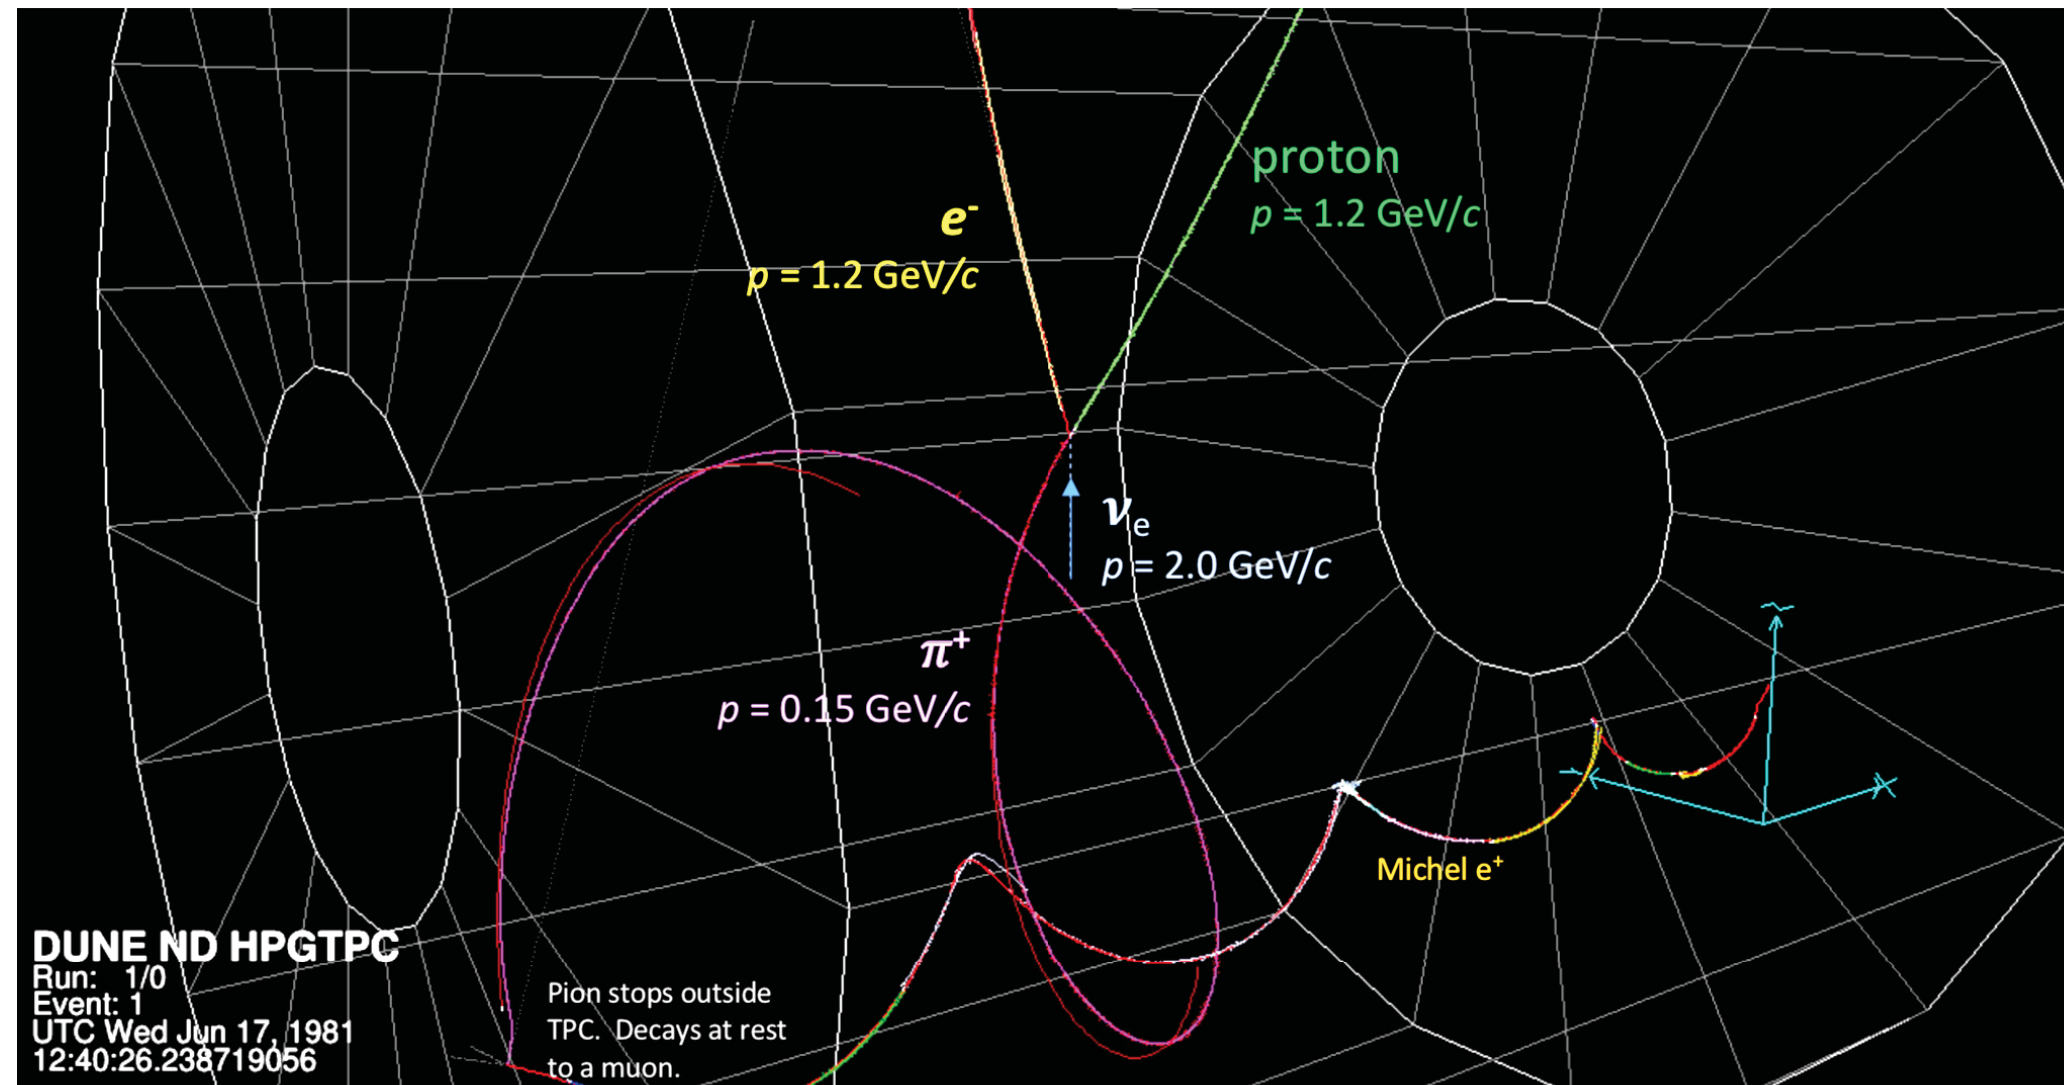 proton
p = 1.2 GeV/c
e-
p = 1.2 GeV/c
νe
p = 2.0 GeV/c
π+
p = 0.15 GeV/c
Michel e+
DUNE ND HPGTPC
Run: 1/0
Event: 1
UTC Wed Jun 17, 1981
12:40:26.238719056
Pion stops outside
TPC. Decays at rest
to a muon.